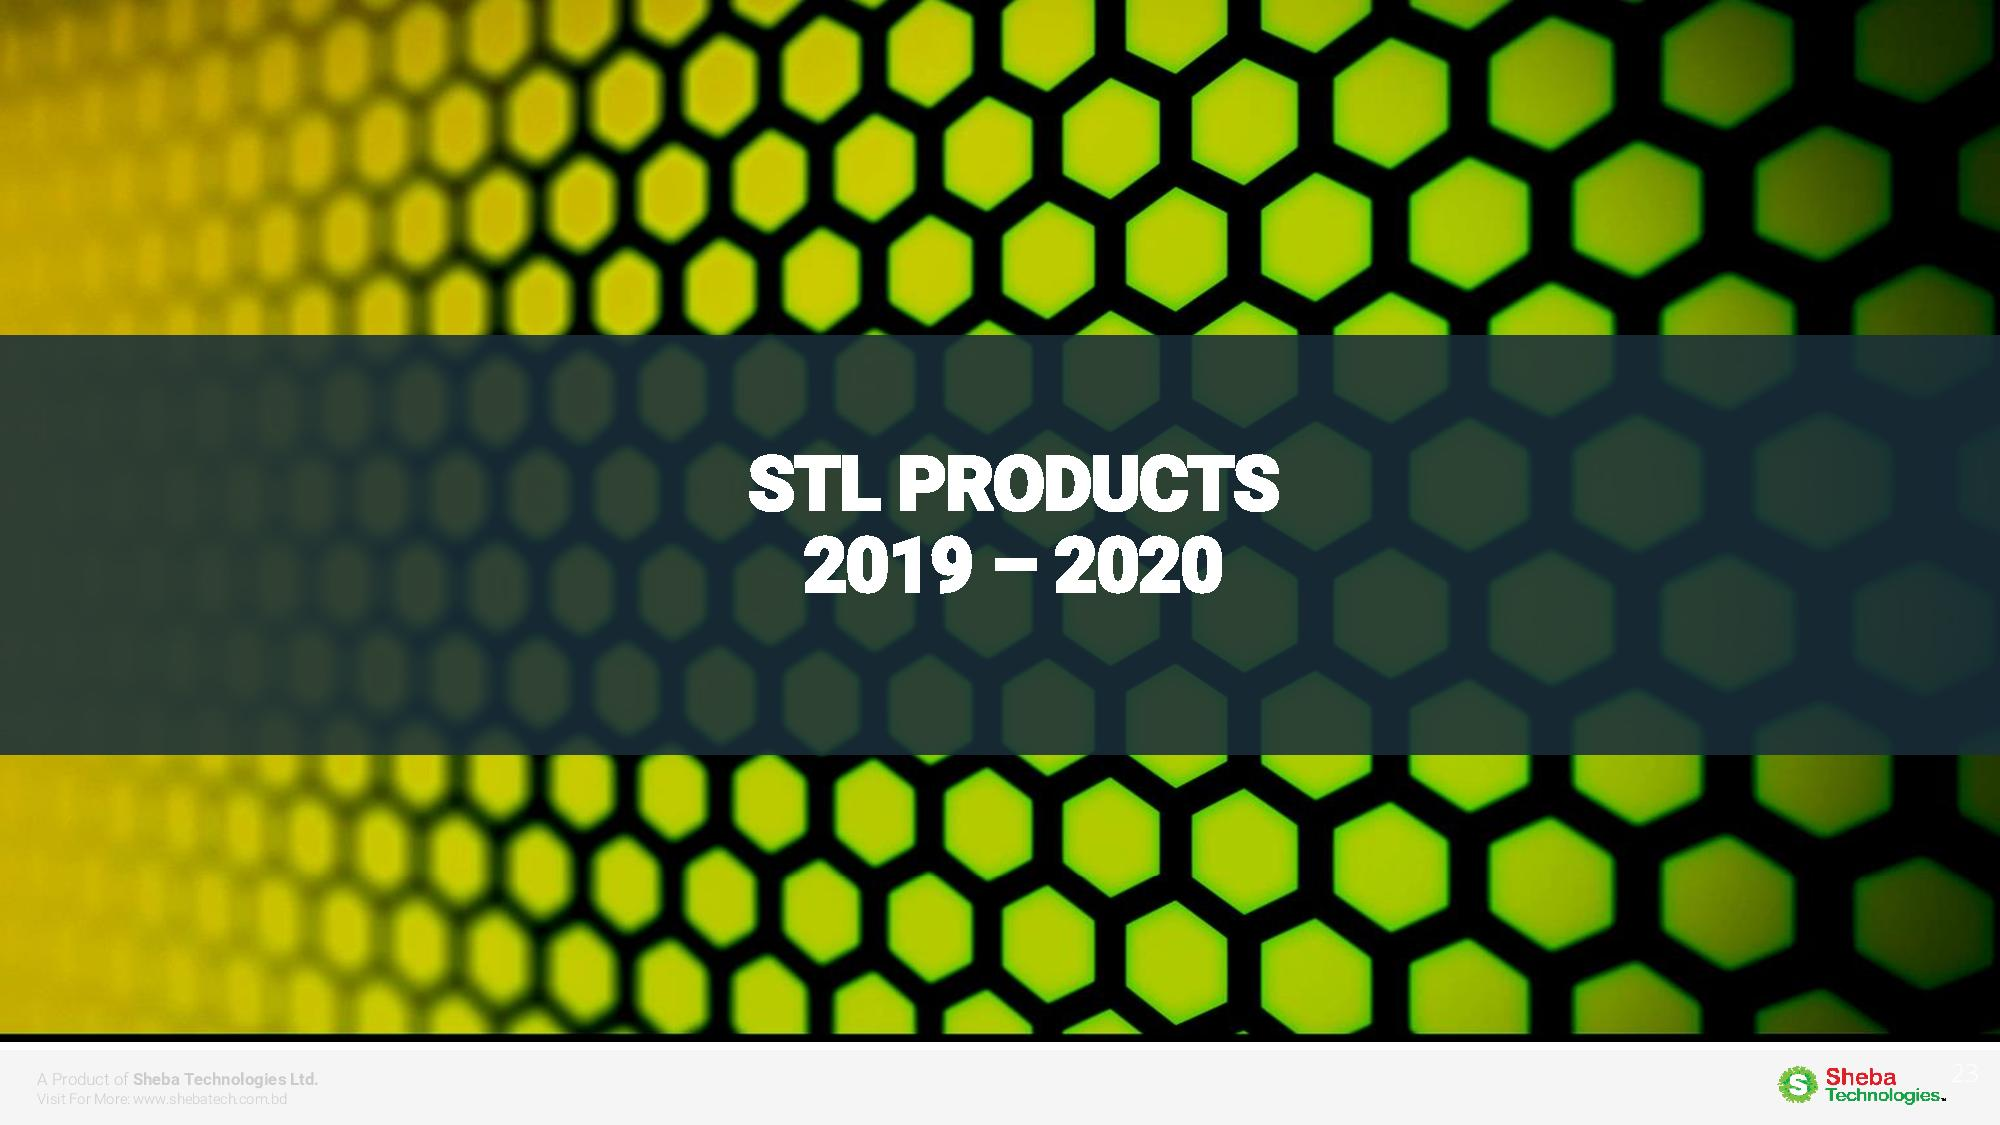 STL PRODUCTS
2019 – 2020
A Product of Sheba Technologies Ltd.
Visit For More: www.shebatech.com.bd
S
Sheba
Technologies
23